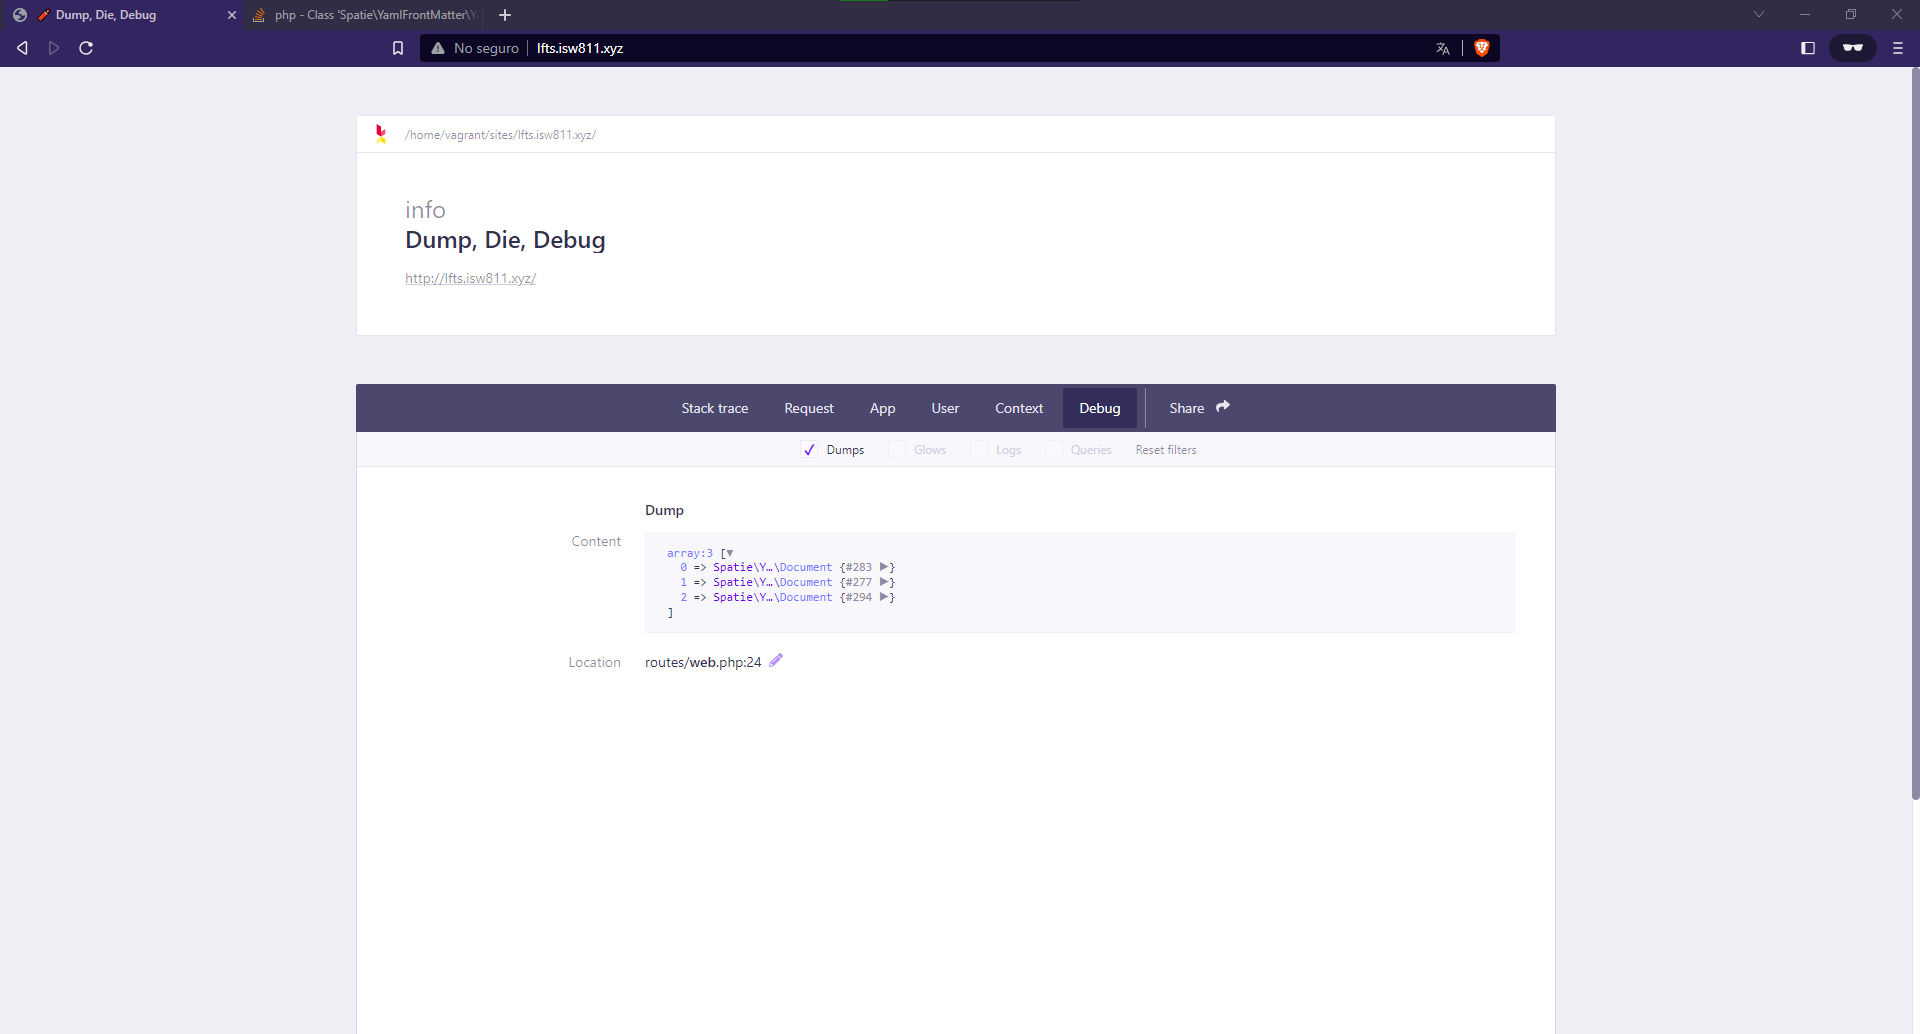 Dump, Die, Debug
php - Class 'Spatie\YamlFrontMatter\Y
No seguro
lfts.isw811.xyz
/home/vagrant/sites/lfts.isw811.xyz/
info
Dump, Die, Debug
http://lfts.isw811.xyz/
Stack trace Request App User Context Debug Share
Dumps Glows Logs Queries Reset filters
Dump
Content
array:3 [▼
0 => Spatie\Y…\Document {#283 ▶}
1 => Spatie\Y…\Document {#277 ▶}
2 => Spatie\Y…\Document {#294 ▶}
]
Location
routes/web.php:24